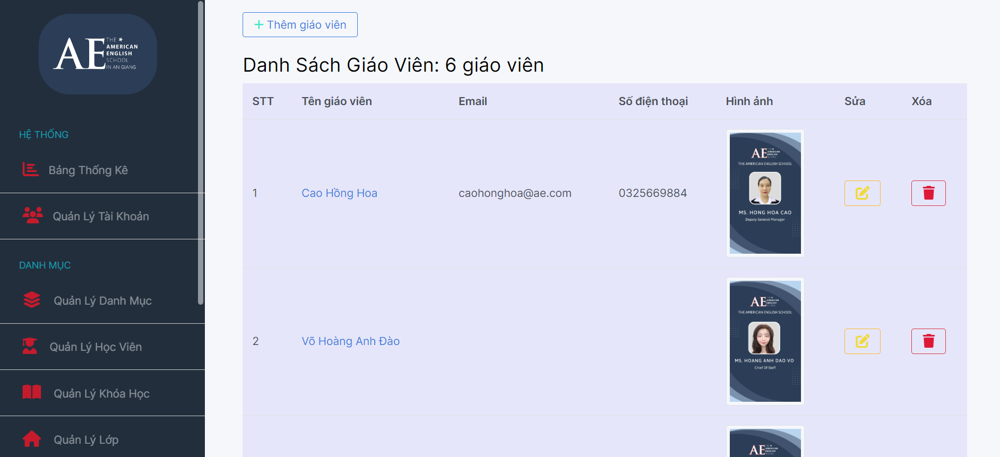 THE
AE AMERICAN
ENGLISH
SCHOOL
IN AN GIANG
HỆ THỐNG
Bảng Thống Kê
Quản Lý Tài Khoản
DANH MỤC
Quản Lý Danh Mục
Quản Lý Học Viên
Quản Lý Khóa Học
Quản Lý Lớp
Thêm giáo viên
Danh Sách Giáo Viên: 6 giáo viên
STT Tên giáo viên Email Số điện thoại Hình ảnh Sửa Xóa
1 Cao Hồng Hoa caohonghoa@ae.com 0325669884
AE THE
AMERICAN
ENGLISH
SCHOOL
THE AMERICAN ENGLISH SCHOOL
MS. HONG HOA CAO
Deputy General Manager
2 Võ Hoàng Anh Đào
AE THE
AMERICAN
ENGLISH
SCHOOL
THE AMERICAN ENGLISH SCHOOL
MS. HOANG ANH DAO VO
Chief Of Staff
AE THE
AMERICAN
ENGLISH
SCHOOL